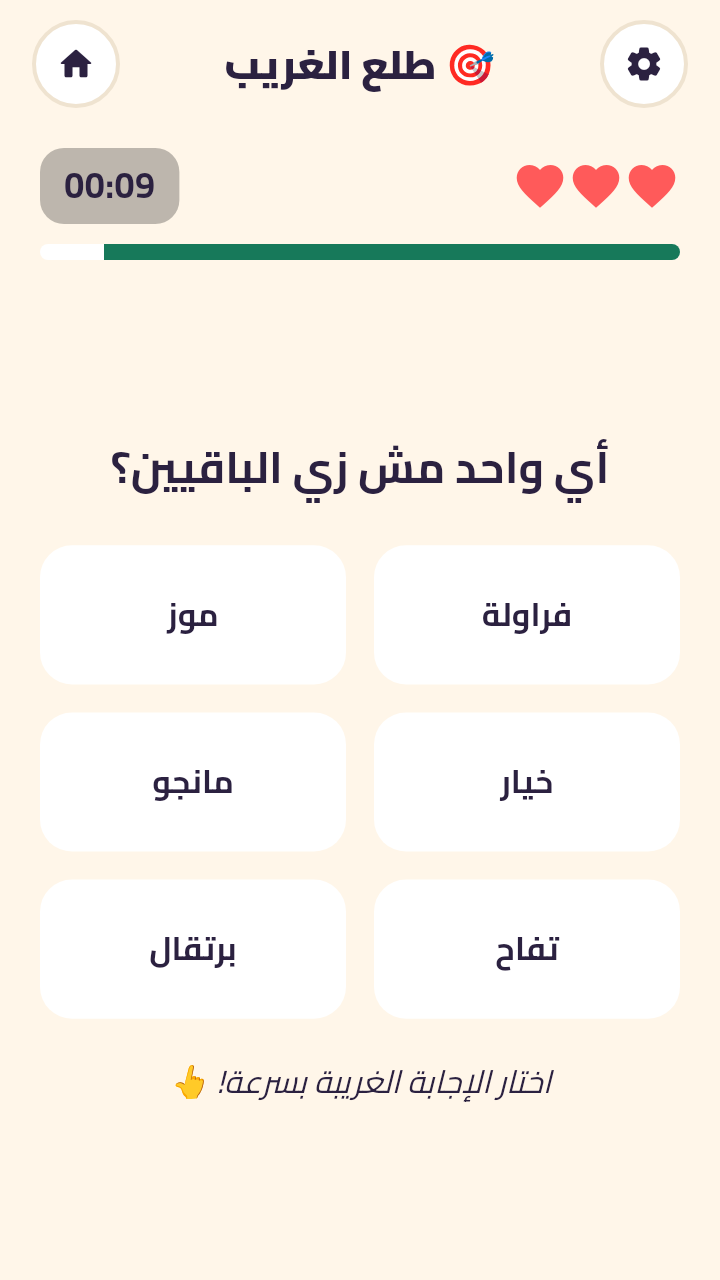 🎯 طلع الغريب
00:09
أي واحد مش زي الباقيين؟
فراولة
موز
خيار
مانجو
تفاح
برتقال
اختار الإجابة الغريبة بسرعة! 👆